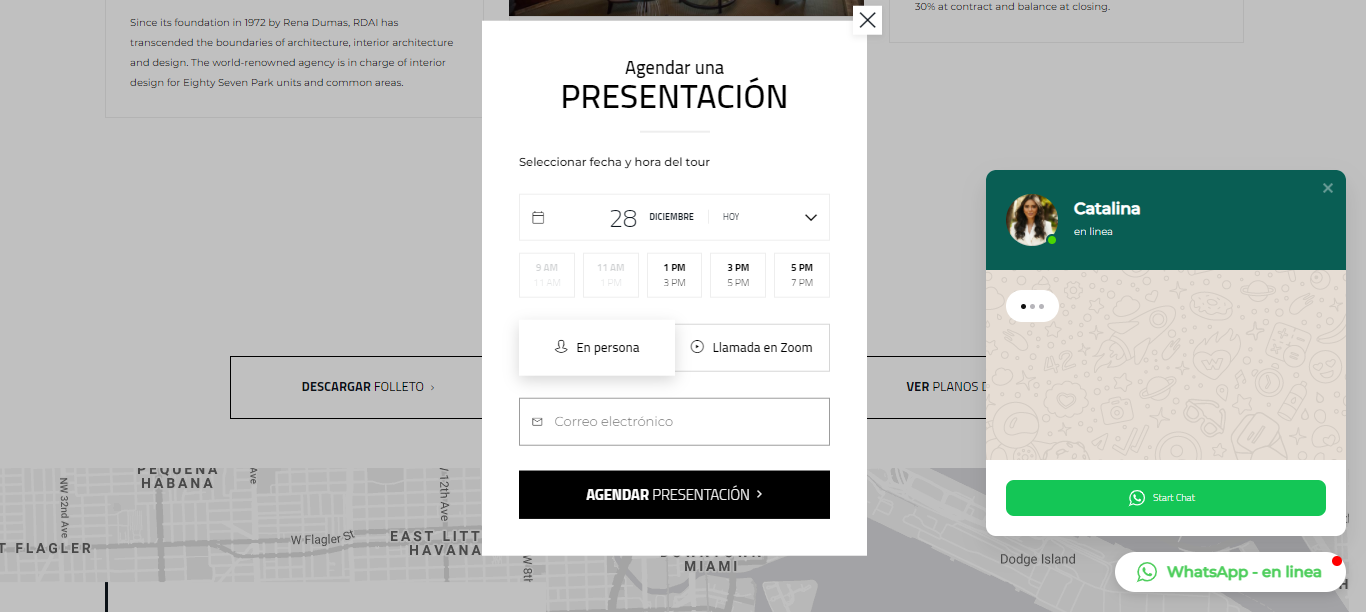 Since its foundation in 1972 by Rena Dumas, RDAI has
transcended the boundaries of architecture, interior architecture
and design. The world-renowned agency is in charge of interior
design for Eighty Seven Park units and common areas.
30% at contract and balance at closing.
Agendar una
PRESENTACIÓN
Seleccionar fecha y hora del tour
28 DICIEMBRE HOY
9 AM 11 AM 1 PM 3 PM 5 PM
11 AM 1 PM 3 PM 5 PM 7 PM
En persona Llamada en Zoom
Correo electrónico
AGENDAR PRESENTACIÓN
DESCARGAR FOLLETO
VER PLANOS
Catalina
en linea
Start Chat
WhatsApp - en linea
PEQUENA
HABANA
NW 32nd Ave
Ave
12th Ave
W Flagler St
FLAGLER
EAST
HAVANA
W 8th
MIAMI
Dodge Island